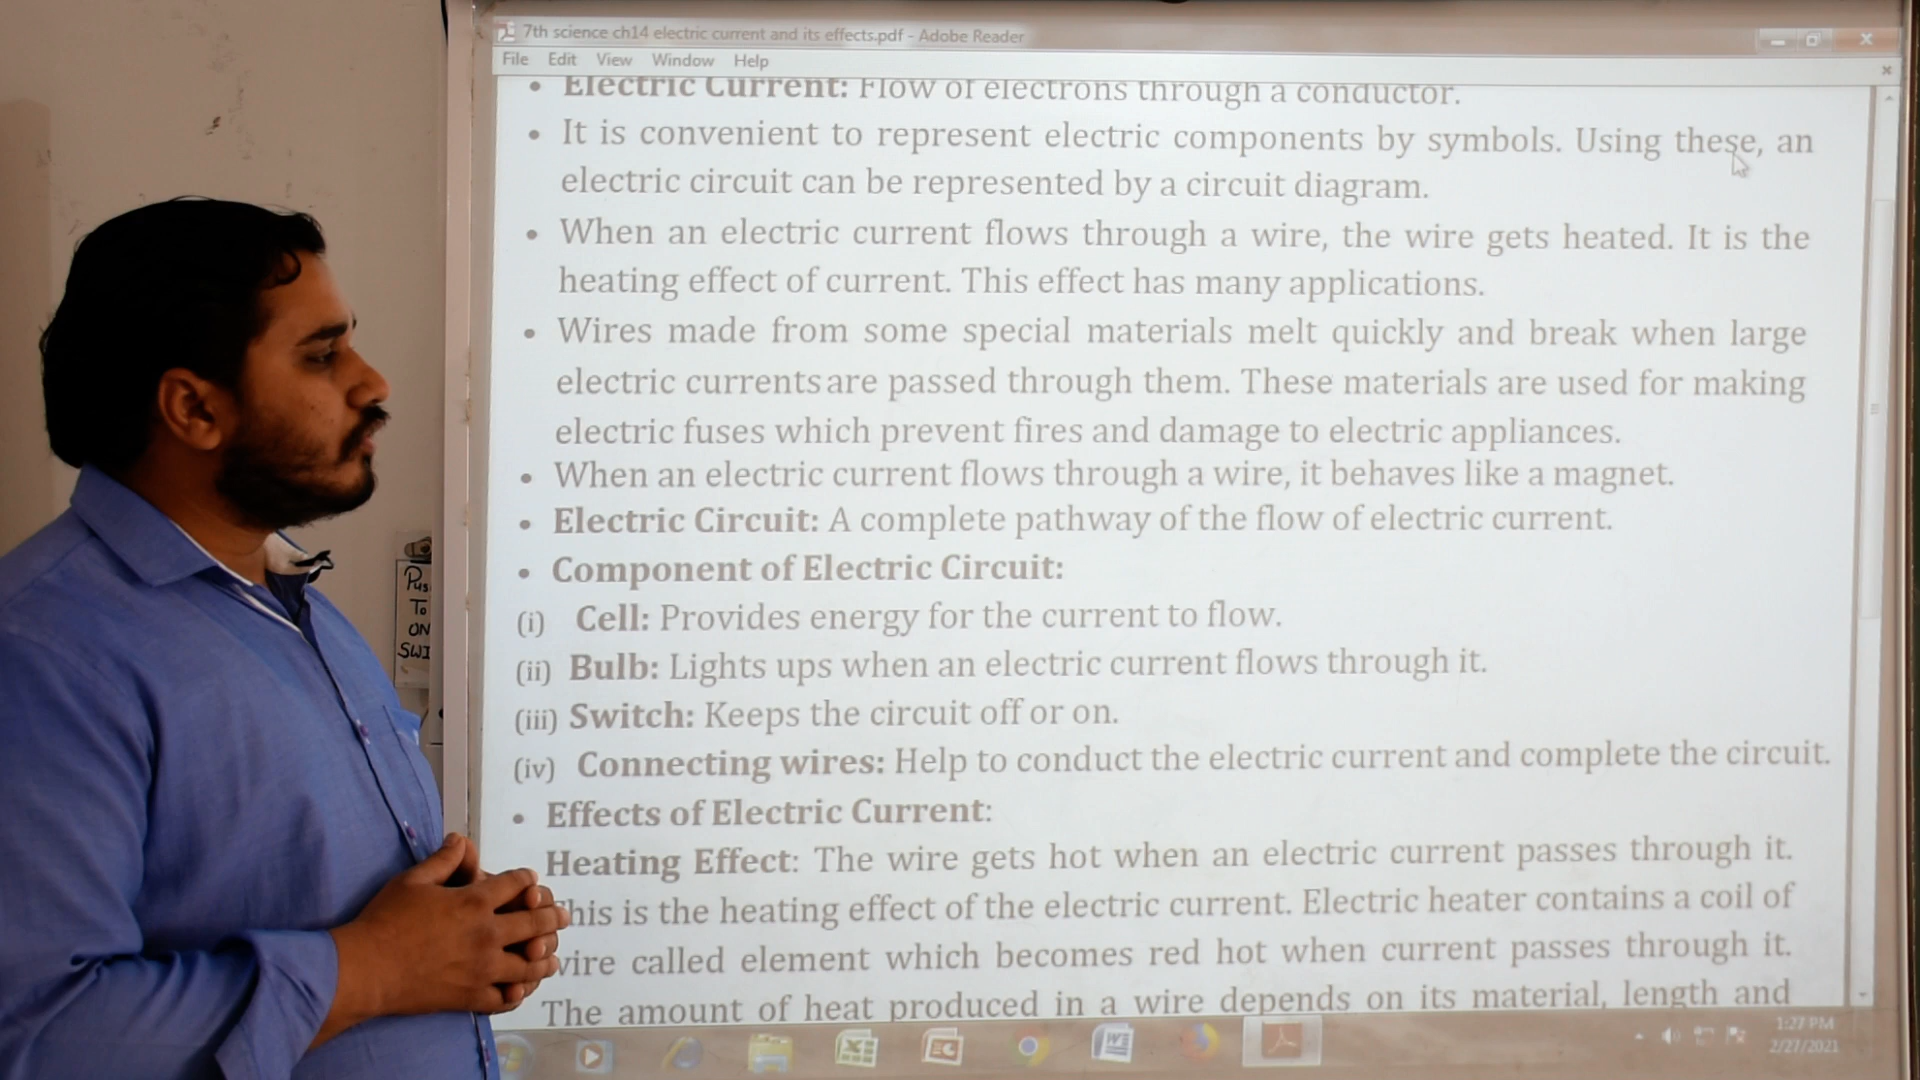 7th science ch14 electric current and its effects.pdf - Adobe Reader
File Edit View Window Help
• Electric Current: Flow of electrons through a conductor.
• It is convenient to represent electric components by symbols. Using these, an
electric circuit can be represented by a circuit diagram.
• When an electric current flows through a wire, the wire gets heated. It is the
heating effect of current. This effect has many applications.
• Wires made from some special materials melt quickly and break when large
electric currents are passed through them. These materials are used for making
electric fuses which prevent fires and damage to electric appliances.
• When an electric current flows through a wire, it behaves like a magnet.
• Electric Circuit: A complete pathway of the flow of electric current.
• Component of Electric Circuit:
(i) Cell: Provides energy for the current to flow.
(ii) Bulb: Lights ups when an electric current flows through it.
(iii) Switch: Keeps the circuit off or on.
(iv) Connecting wires: Help to conduct the electric current and complete the circuit.
• Effects of Electric Current:
Heating Effect: The wire gets hot when an electric current passes through it.
This is the heating effect of the electric current. Electric heater contains a coil of
wire called element which becomes red hot when current passes through it.
The amount of heat produced in a wire depends on its material, length and
1:27 PM
2/27/2021
To
ON